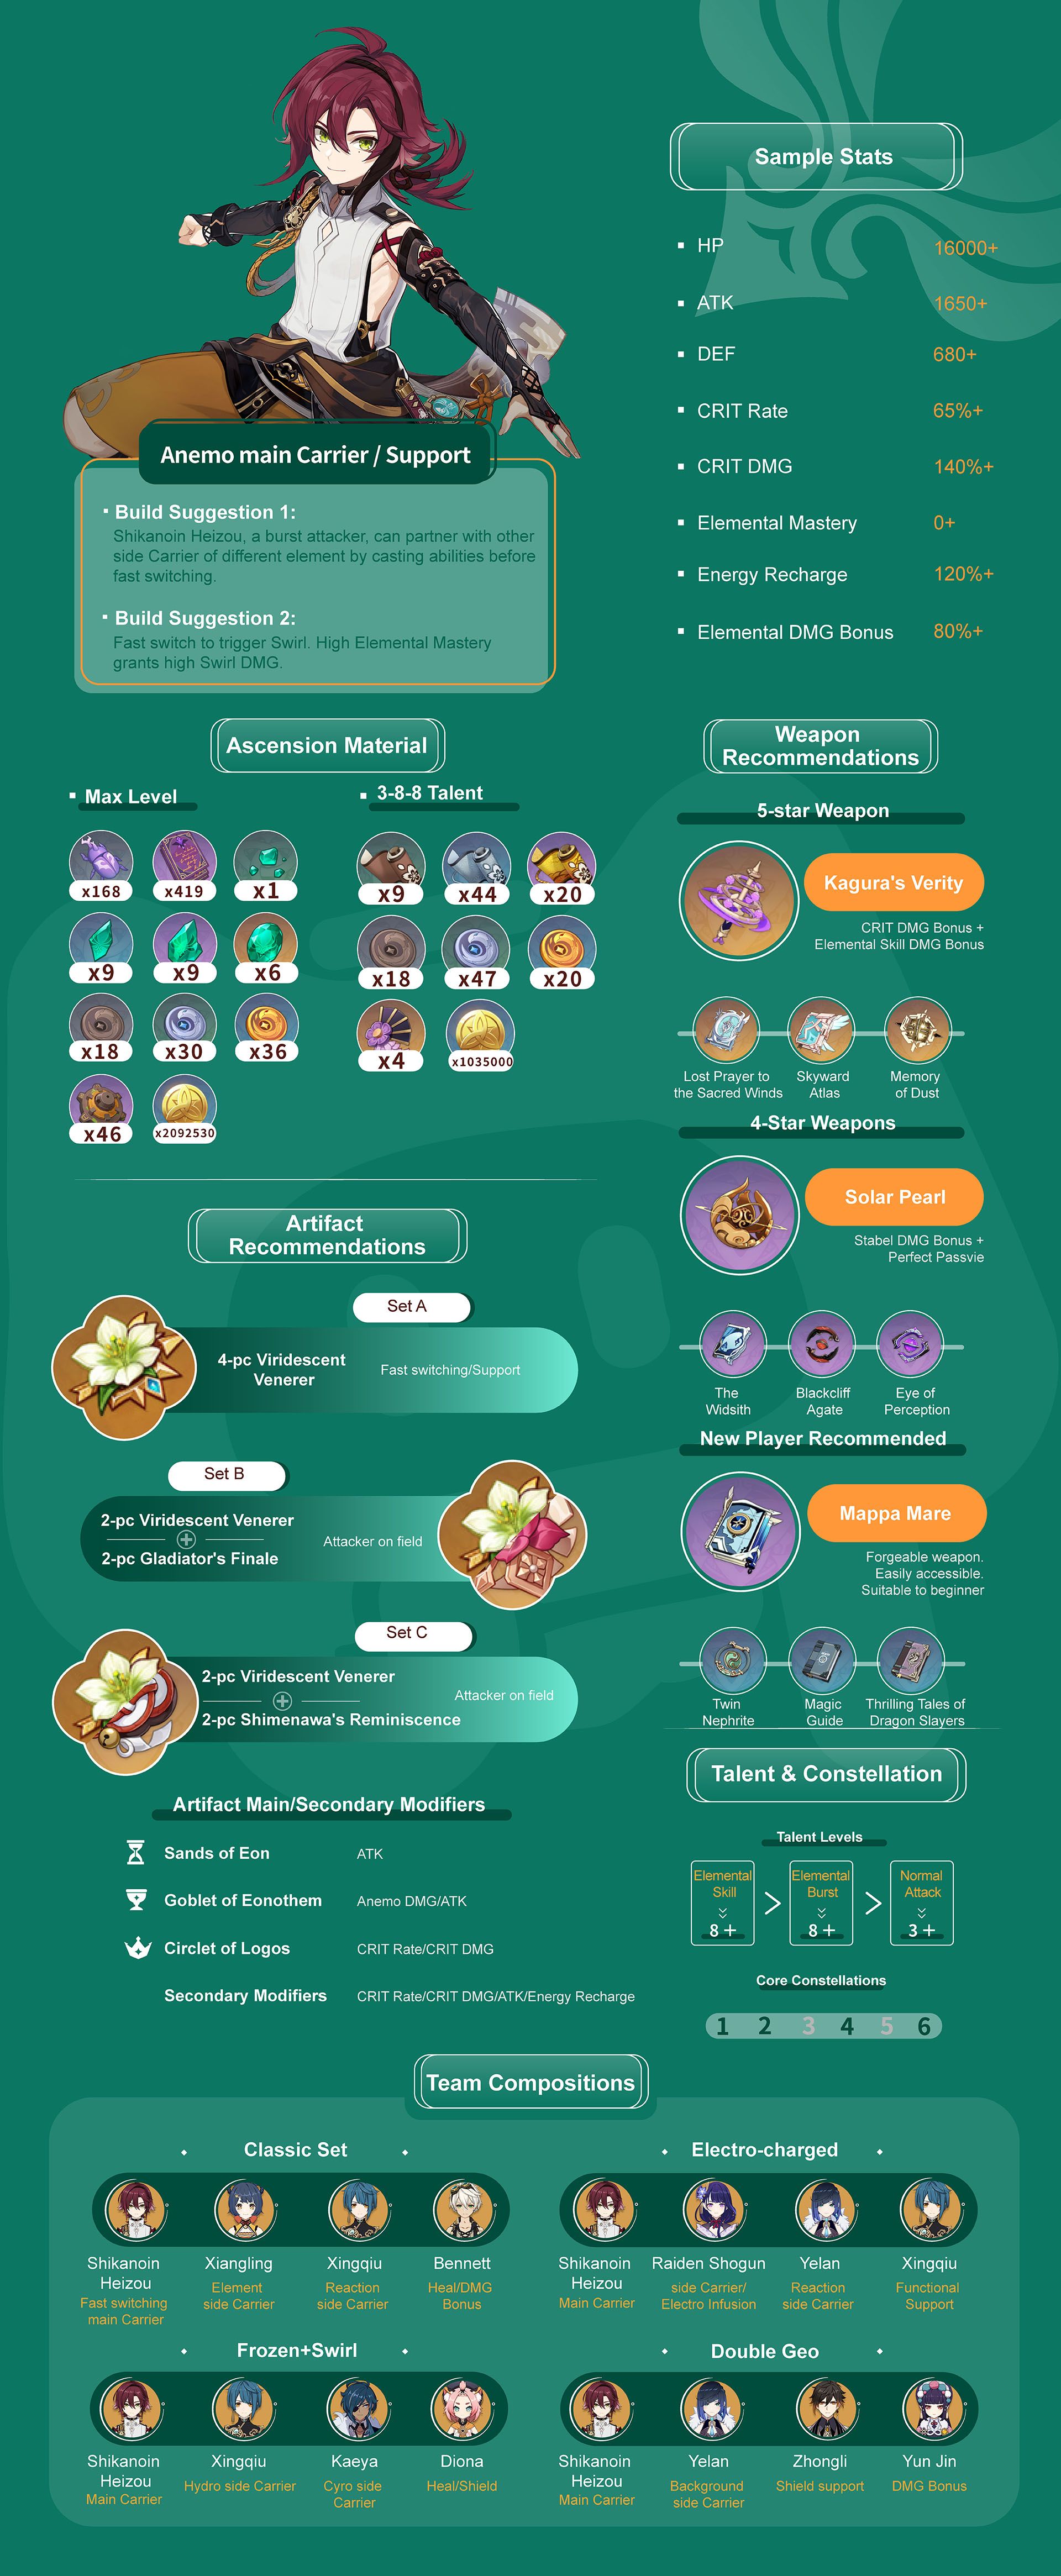 Sample Stats
HP 16000+
ATK 1650+
DEF 680+
CRIT Rate 65%+
CRIT DMG 140%+
Elemental Mastery 0+
Energy Recharge 120%+
Elemental DMG Bonus 80%+
Anemo main Carrier / Support
Build Suggestion 1:
Shikanoin Heizou, a burst attacker, can partner with other
side Carrier of different element by casting abilities before
fast switching.
Build Suggestion 2:
Fast switch to trigger Swirl. High Elemental Mastery
grants high Swirl DMG.
Ascension Material
Max Level
x168 x419 x1
x9 x9 x6
x18 x30 x36
x46 x2092530
3-8-8 Talent
x9 x44 x20
x18 x47 x20
x4 x1035000
Weapon
Recommendations
5-star Weapon
Kagura's Verity
CRIT DMG Bonus +
Elemental Skill DMG Bonus
Lost Prayer to
the Sacred Winds
Skyward
Atlas
Memory
of Dust
4-Star Weapons
Solar Pearl
Stabel DMG Bonus +
Perfect Passvie
The
Widsith
Blackcliff
Agate
Eye of
Perception
New Player Recommended
Mappa Mare
Forgeable weapon.
Easily accessible.
Suitable to beginner
Twin
Nephrite
Magic
Guide
Thrilling Tales of
Dragon Slayers
Artifact
Recommendations
Set A
4-pc Viridescent
Venerer
Fast switching/Support
Set B
2-pc Viridescent Venerer
2-pc Gladiator's Finale
Attacker on field
Set C
2-pc Viridescent Venerer
2-pc Shimenawa's Reminiscence
Attacker on field
Artifact Main/Secondary Modifiers
Sands of Eon ATK
Goblet of Eonothem Anemo DMG/ATK
Circlet of Logos CRIT Rate/CRIT DMG
Secondary Modifiers CRIT Rate/CRIT DMG/ATK/Energy Recharge
Talent & Constellation
Talent Levels
Elemental
Skill
8 +
>
Elemental
Burst
8 +
>
Normal
Attack
3 +
Core Constellations
1 2 3 4 5 6
Team Compositions
Classic Set
Shikanoin
Heizou
Fast switching
main Carrier
Xiangling
Element
side Carrier
Xingqiu
Reaction
side Carrier
Bennett
Heal/DMG
Bonus
Electro-charged
Shikanoin
Heizou
Main Carrier
Raiden Shogun
side Carrier/
Electro Infusion
Yelan
Reaction
side Carrier
Xingqiu
Functional
Support
Frozen+Swirl
Shikanoin
Heizou
Main Carrier
Xingqiu
Hydro side Carrier
Kaeya
Cyro side
Carrier
Diona
Heal/Shield
Double Geo
Shikanoin
Heizou
Main Carrier
Yelan
Background
side Carrier
Zhongli
Shield support
Yun Jin
DMG Bonus